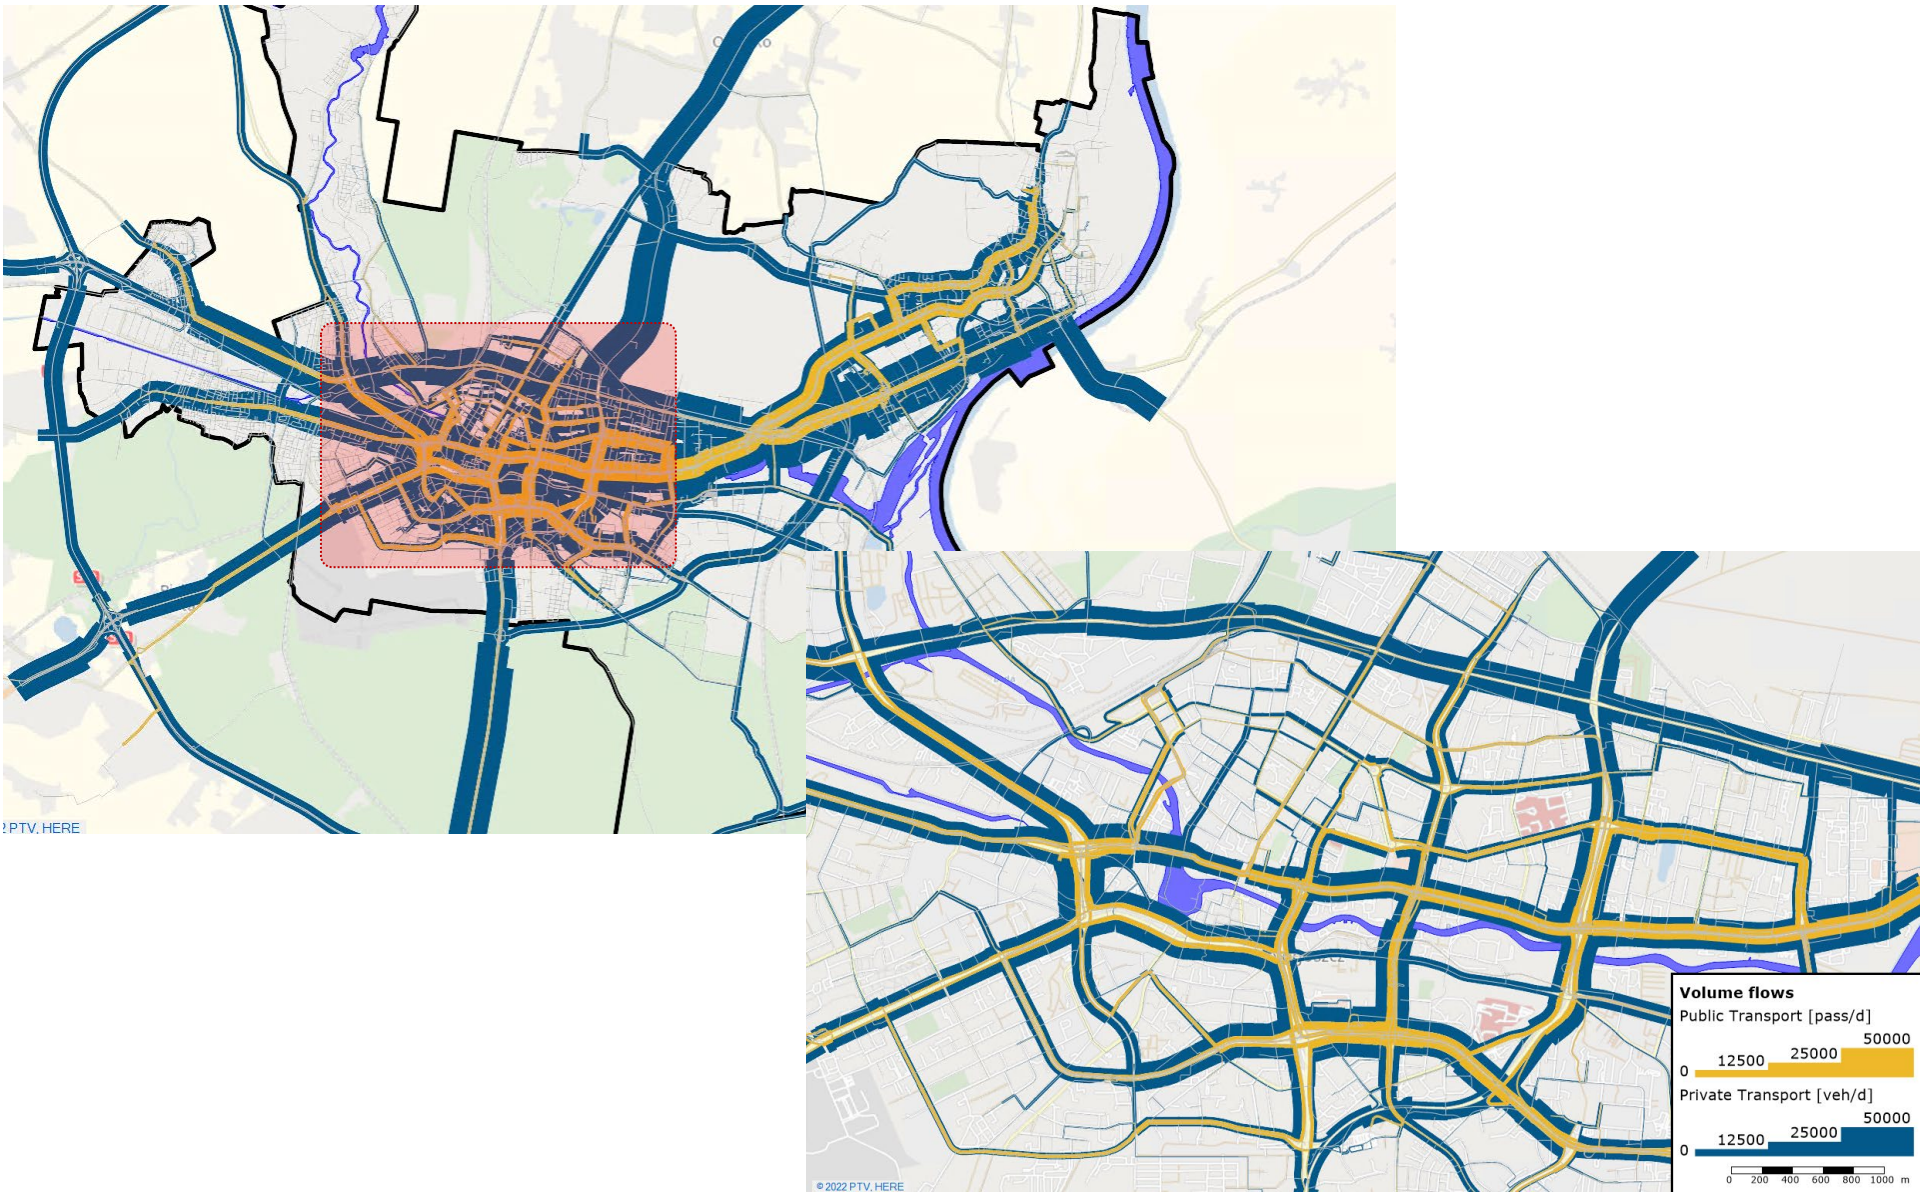 2 PTV, HERE
Volume flows
Public Transport [pass/d]
50000
25000
12500
0
Private Transport [veh/d]
50000
25000
12500
0
0 200 400 600 800 1000 m
© 2022 PTV, HERE